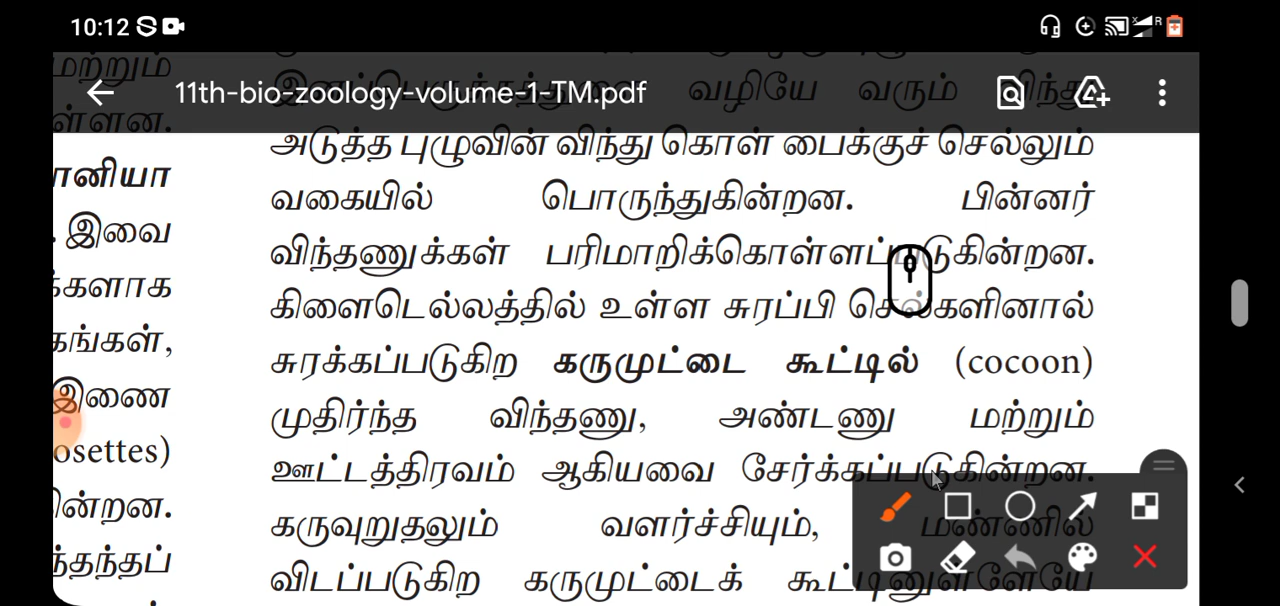 10:12
R
11th-bio-zoology-volume-1-TM.pdf
மற்றும்
ள்ளன.
ானியா
. இவை
க்களாக
கங்கள்,
இணை
osettes)
ின்றன.
ந்தந்தப்
வழியே வரும் விந்து
அடுத்த புழுவின் விந்து கொள் பைக்குச் செல்லும்
வகையில் பொருந்துகின்றன. பின்னர்
விந்தணுக்கள் பரிமாறிக்கொள்ளப்படுகின்றன.
கிளைடெல்லத்தில் உள்ள சுரப்பி செல்களினால்
சுரக்கப்படுகிற கருமுட்டை கூட்டில் (cocoon)
முதிர்ந்த விந்தணு, அண்டணு மற்றும்
ஊட்டத்திரவம் ஆகியவை சேர்க்கப்படுகின்றன.
கருவுறுதலும் வளர்ச்சியும், மண்ணில்
விடப்படுகிற கருமுட்டைக் கூட்டினுள்ளேயே